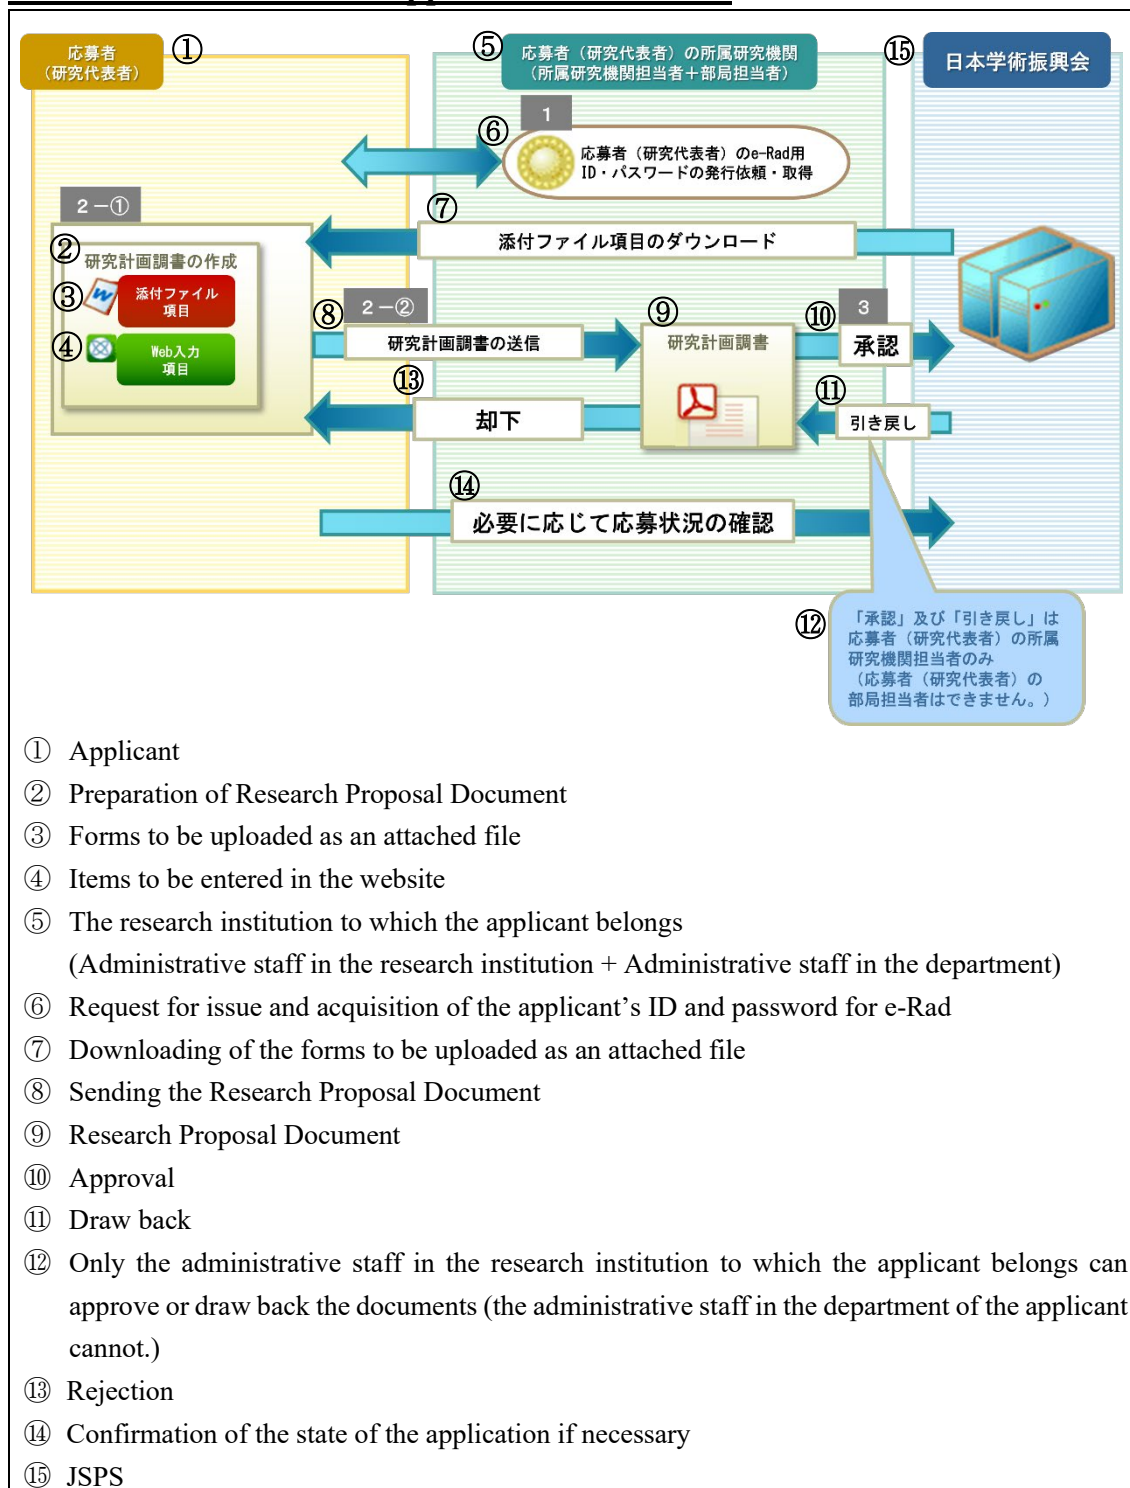 ①
応募者
(研究代表者)
⑤
応募者（研究代表者）の所属研究機関
(所属研究機関担当者＋部局担当者)
⑮
日本学術振興会
1
⑥
応募者（研究代表者）のe-Rad用
ID・パスワードの発行依頼・取得
2－①
⑦
添付ファイル項目のダウンロード
②
研究計画調書の作成
③
添付ファイル
項目
④
Web入力
項目
2－②
⑧
研究計画調書の送信
⑨
研究計画調書
3
⑩
承認
⑬
却下
⑪
引き戻し
⑭
必要に応じて応募状況の確認
⑫
「承認」及び「引き戻し」は
応募者（研究代表者）の所属
研究機関担当者のみ
（応募者（研究代表者）の
部局担当者はできません。）
① Applicant
② Preparation of Research Proposal Document
③ Forms to be uploaded as an attached file
④ Items to be entered in the website
⑤ The research institution to which the applicant belongs
(Administrative staff in the research institution + Administrative staff in the department)
⑥ Request for issue and acquisition of the applicant’s ID and password for e-Rad
⑦ Downloading of the forms to be uploaded as an attached file
⑧ Sending the Research Proposal Document
⑨ Research Proposal Document
⑩ Approval
⑪ Draw back
⑫ Only the administrative staff in the research institution to which the applicant belongs can
approve or draw back the documents (the administrative staff in the department of the applicant
cannot.)
⑬ Rejection
⑭ Confirmation of the state of the application if necessary
⑮ JSPS